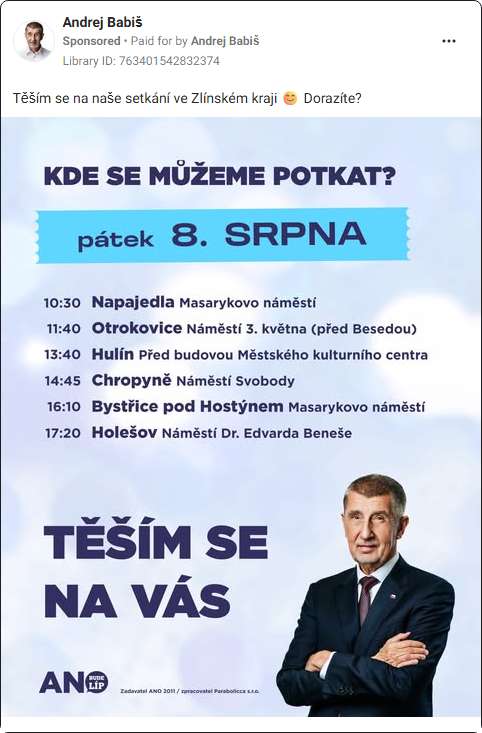 Andrej Babiš
Sponsored • Paid for by Andrej Babiš
Library ID: 763401542832374
Těším se na naše setkání ve Zlínském kraji 😊 Dorazíte?
KDE SE MŮŽEME POTKAT?
pátek 8. SRPNA
10:30 Napajedla Masarykovo náměstí
11:40 Otrokovice Náměstí 3. května (před Besedou)
13:40 Hulín Před budovou Městského kulturního centra
14:45 Chropyně Náměstí Svobody
16:10 Bystřice pod Hostýnem Masarykovo náměstí
17:20 Holešov Náměstí Dr. Edvarda Beneše
TĚŠÍM SE
NA VÁS
ANO BUDE LÍP
Zadavatel ANO 2011 / zpracovatel Parabolicca s.r.o.